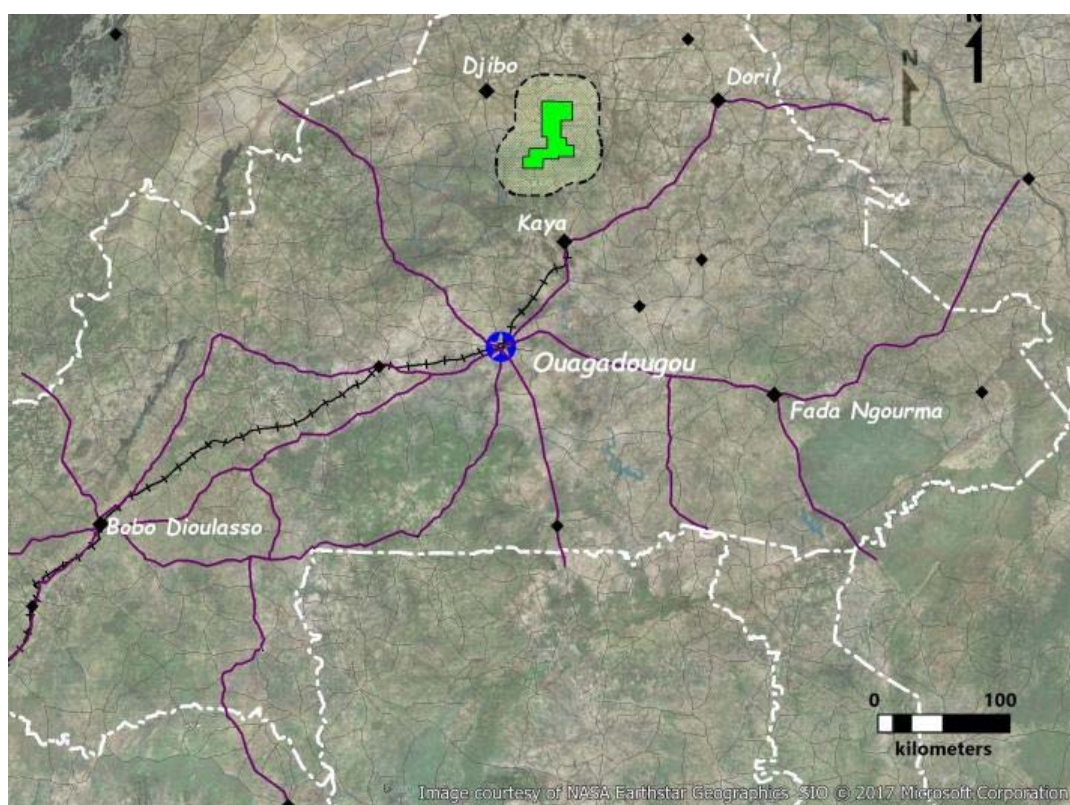 N
N
Djibo
Dori
Kaya
Ouagadougou
Fada Ngourma
Bobo Dioulasso
0 100
kilometers
Image courtesy of NASA Earthstar Geographics SIO © 2017 Microsoft Corporation